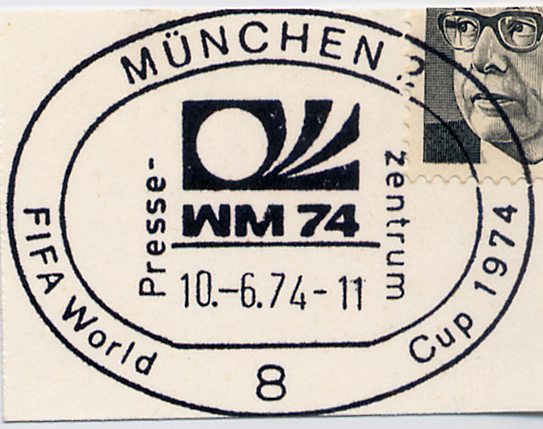 MÜNCHEN
WM 74
Presse-
zentrum
10.-6.74-11
FIFA World
Cup 1974
8